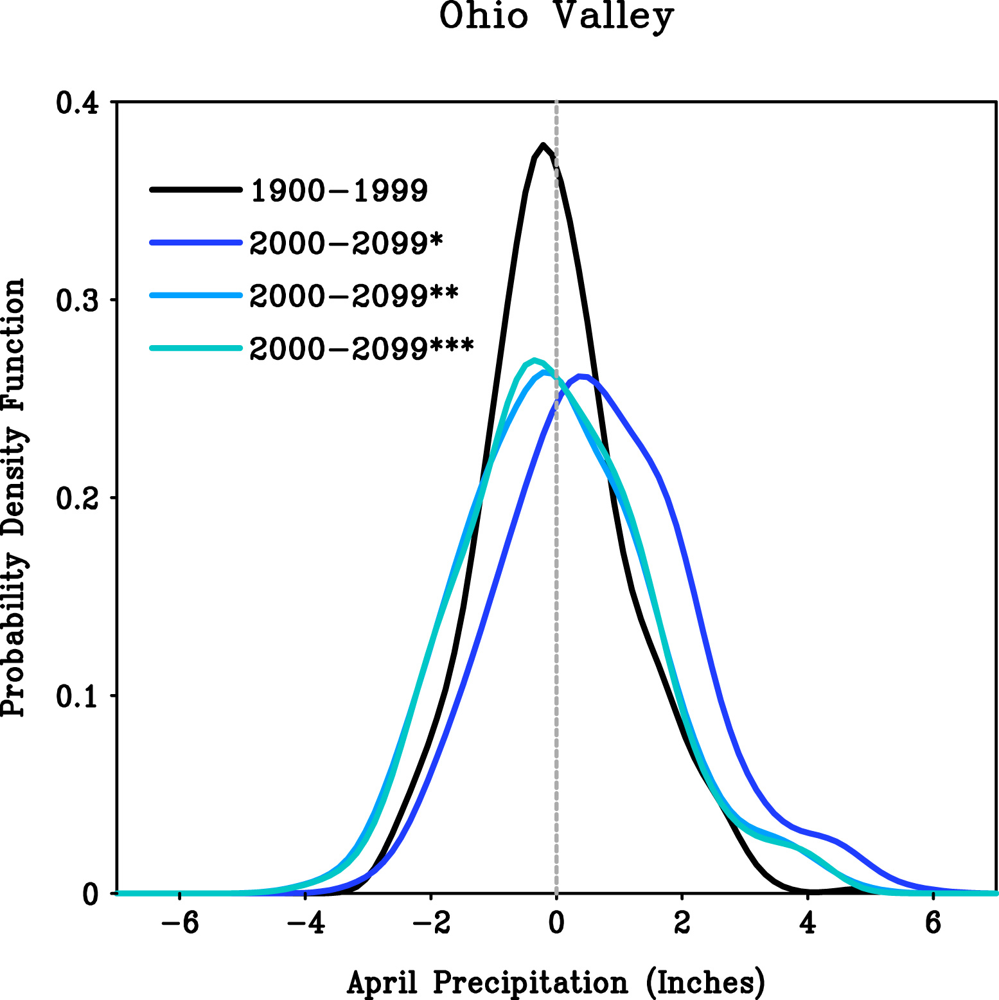 Ohio Valley
0.4
0.3
0.2
0.1
0
Probability Density Function
1900-1999
2000-2099*
2000-2099**
2000-2099***
-6 -4 -2 0 2 4 6
April Precipitation (Inches)